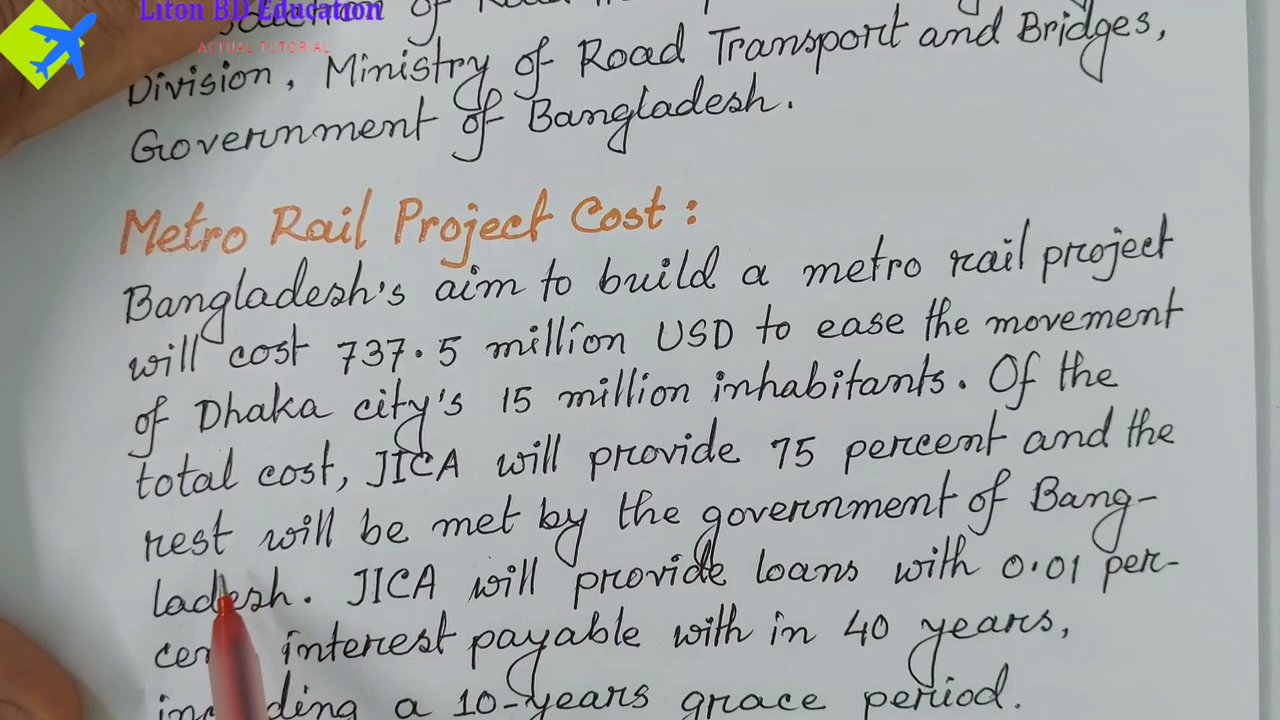 Liton BD Education
ACTUAL TUTORIAL
of Road
Division, Ministry of Road Transport and Bridges,
Government of Bangladesh.
Metro Rail Project Cost:
Bangladesh's aim to build a metro rail project
will cost 737.5 million USD to ease the movement
of Dhaka city's 15 million inhabitants. Of the
total cost, JICA will provide 75 percent and the
rest will be met by the government of Bang-
ladesh. JICA will provide loans with 0.01 per-
interest payable with in 40 years,
a 10-years grace period.